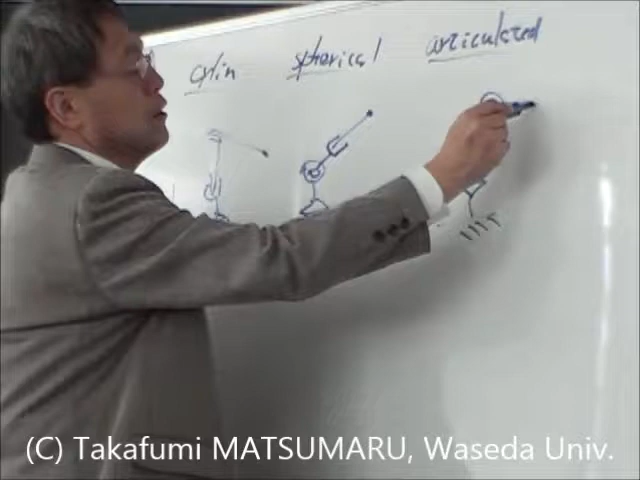 cylin spherical articulated
(C) Takafumi MATSUMARU, Waseda Univ.